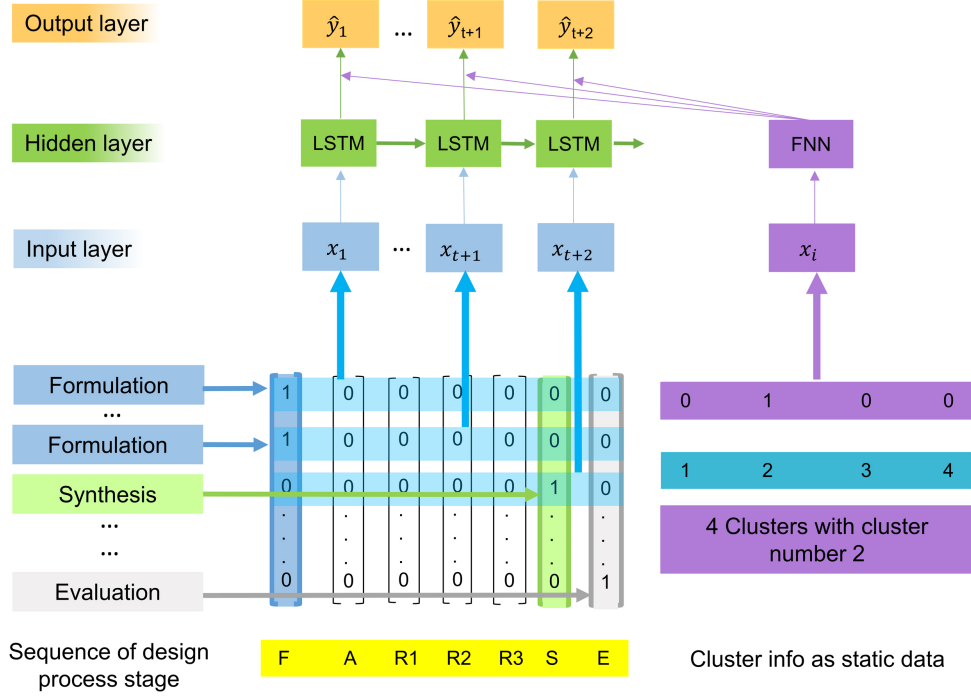 Output layer ŷ1 ... ŷt+1 ŷt+2
Hidden layer LSTM LSTM LSTM FNN
Input layer x1 ... xt+1 xt+2 xi
Formulation 1 0 0 0 0 0 0
...
0 1 0 0
Formulation 1 0 0 0 0 0 0
1 2 3 4
Synthesis 0 0 0 0 0 1 0
...
...
4 Clusters with cluster
number 2
Evaluation 0 0 0 0 0 0 1
Sequence of design
process stage
F A R1 R2 R3 S E
Cluster info as static data